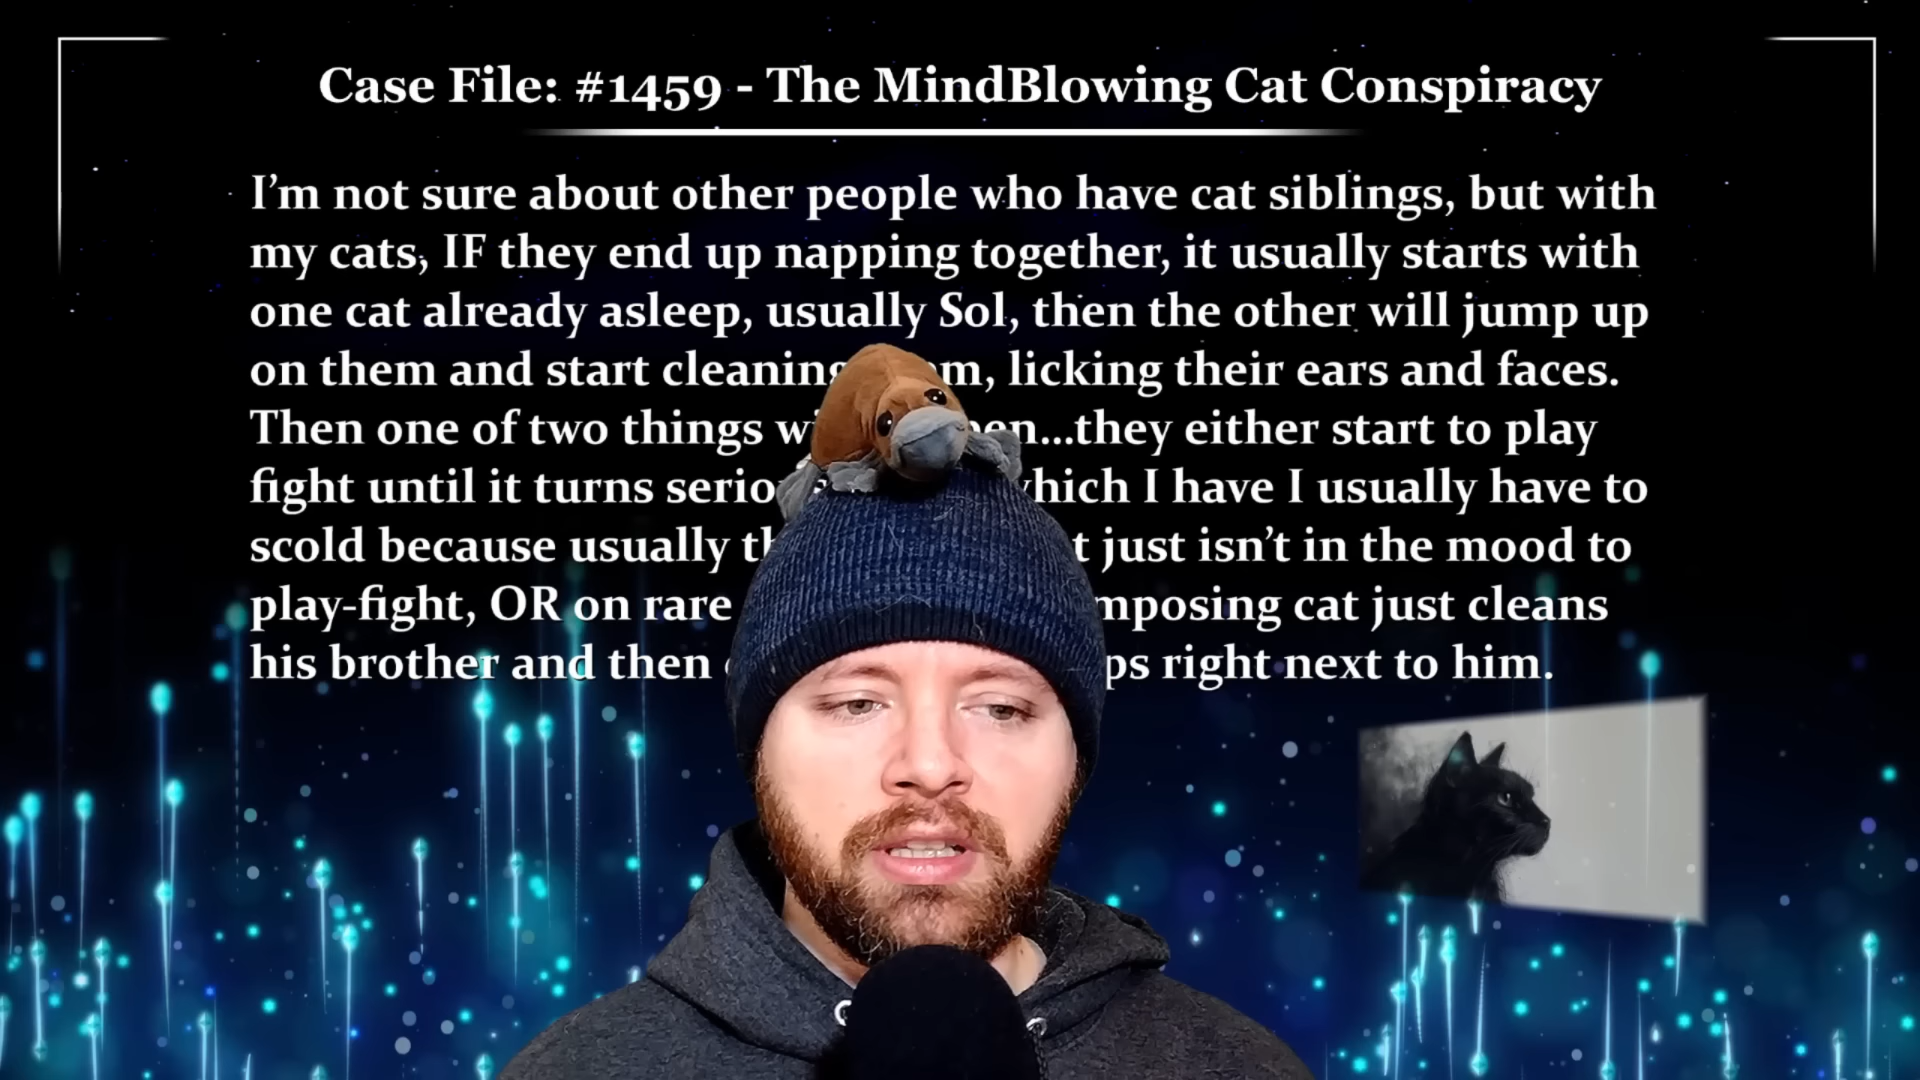 Case File: #1459 - The MindBlowing Cat Conspiracy
I’m not sure about other people who have cat siblings, but with
my cats, IF they end up napping together, it usually starts with
one cat already asleep, usually Sol, then the other will jump up
on them and start cleaning m, licking their ears and faces.
Then one of two things en...they either start to play
fight until it turns which I have I usually have to
scold because usually just isn’t in the mood to
play-fight, OR on rare cat just cleans
his brother and then right next to him.